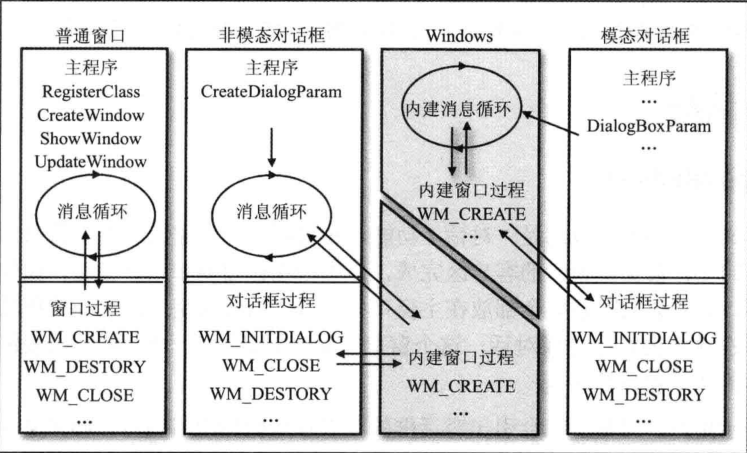 普通窗口
主程序
RegisterClass
CreateWindow
ShowWindow
UpdateWindow
消息循环
窗口过程
WM_CREATE
WM_DESTORY
WM_CLOSE
…
非模态对话框
CreateDialogParam
消息循环
对话框过程
WM_INITDIALOG
WM_CLOSE
WM_DESTORY
…
Windows
内建消息循环
内建窗口过程
WM_CREATE
…
内建窗口过程
WM_CREATE
…
模态对话框
主程序
…
DialogBoxParam
…
对话框过程
WM_INITDIALOG
WM_CLOSE
WM_DESTORY
…